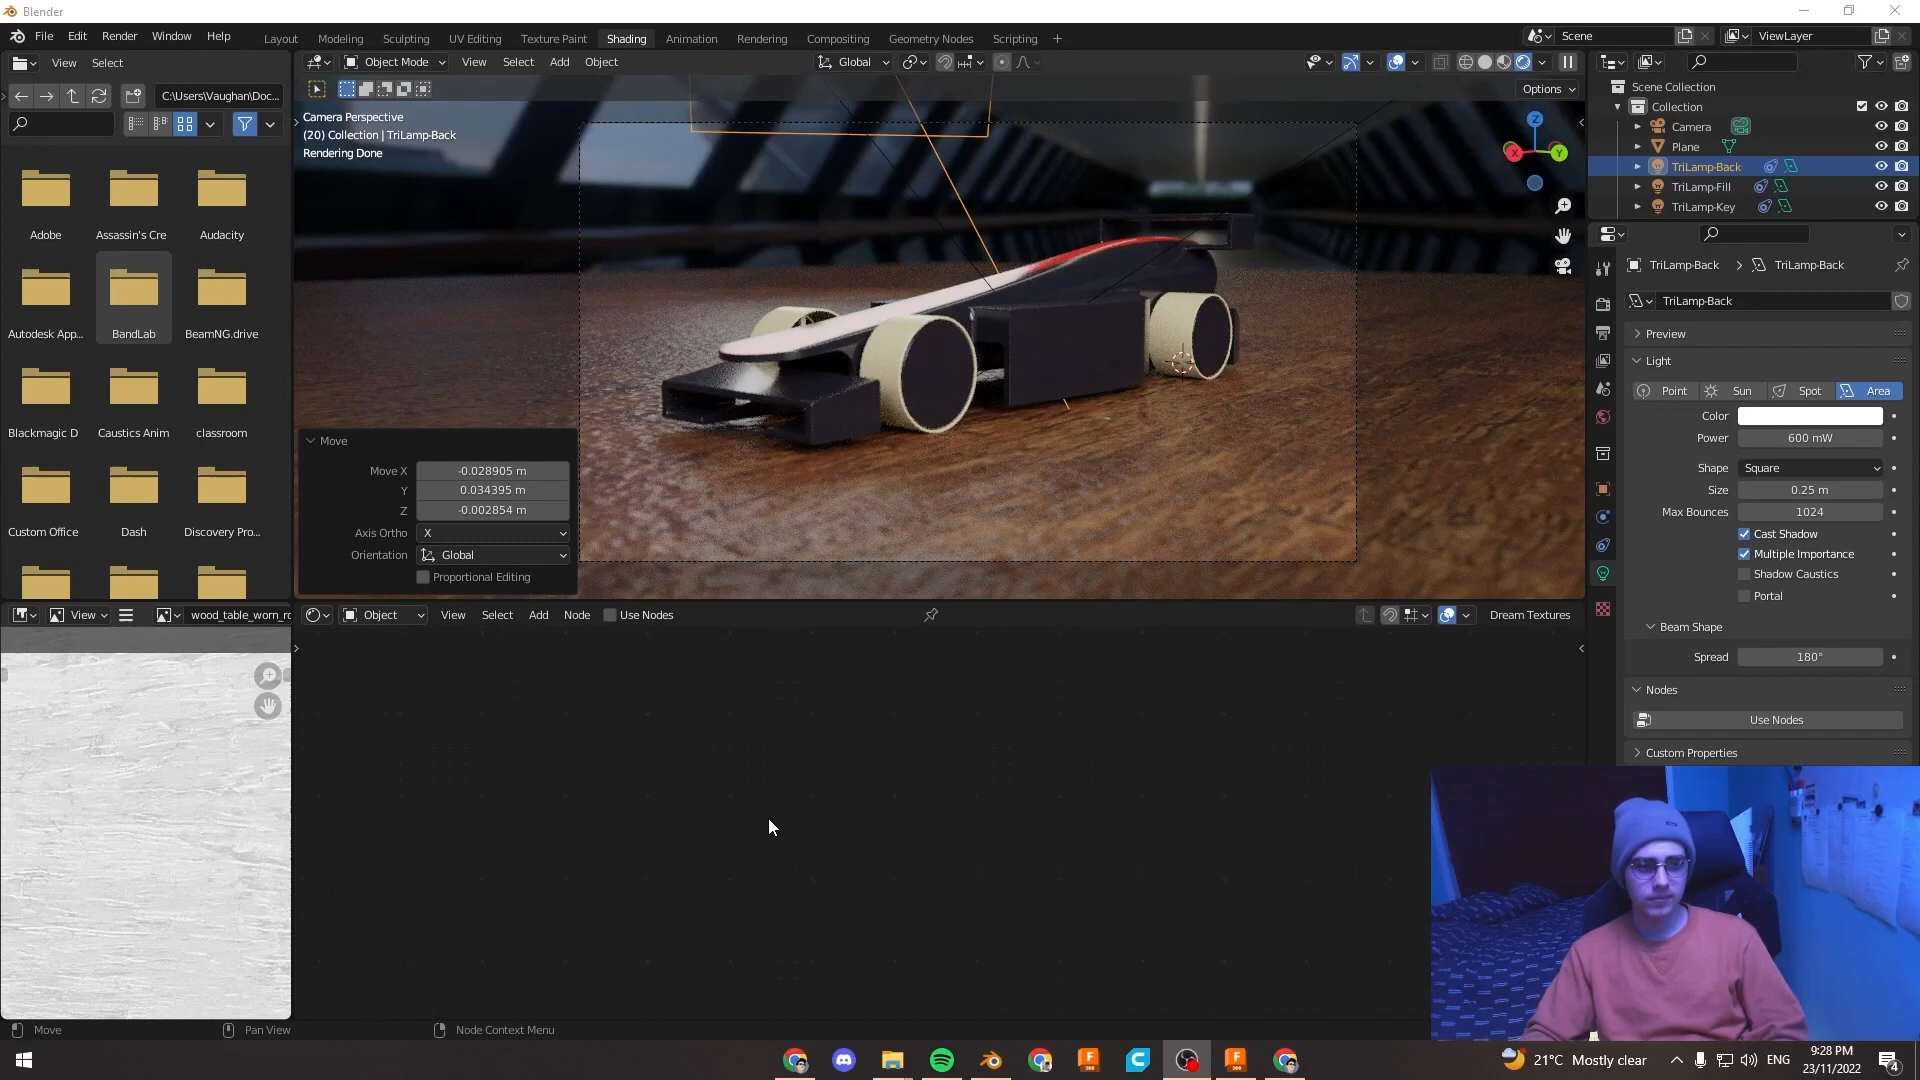 Blender
File Edit Render Window Help
Layout Modeling Sculpting UV Editing Texture Paint Shading Animation Rendering Compositing Geometry Nodes Scripting +
Scene
ViewLayer
View Select
Object Mode View Select Add Object
Global
C:\Users\Vaughan\Doc...
Options
Camera Perspective
(20) Collection | TriLamp-Back
Rendering Done
Z
X
Y
Scene Collection
Collection
Camera
Plane
TriLamp-Back
TriLamp-Fill
TriLamp-Key
Adobe
Assassin's Cre
Audacity
Autodesk App...
BandLab
BeamNG.drive
Blackmagic D
Caustics Anim
classroom
Custom Office
Dash
Discovery Pro...
TriLamp-Back > TriLamp-Back
TriLamp-Back
Preview
Light
Point Sun Spot Area
Color
Power 600 mW
Shape Square
Size 0.25 m
Max Bounces 1024
Cast Shadow
Multiple Importance
Shadow Caustics
Portal
Beam Shape
Spread 180°
Nodes
Use Nodes
Custom Properties
Move
Move X -0.028905 m
Y 0.034395 m
Z -0.002854 m
Axis Ortho X
Orientation Global
Proportional Editing
View
wood_table_worn_ro
Object View Select Add Node Use Nodes
Dream Textures
Move
Pan View
Node Context Menu
21°C Mostly clear
ENG
9:28 PM
23/11/2022
4